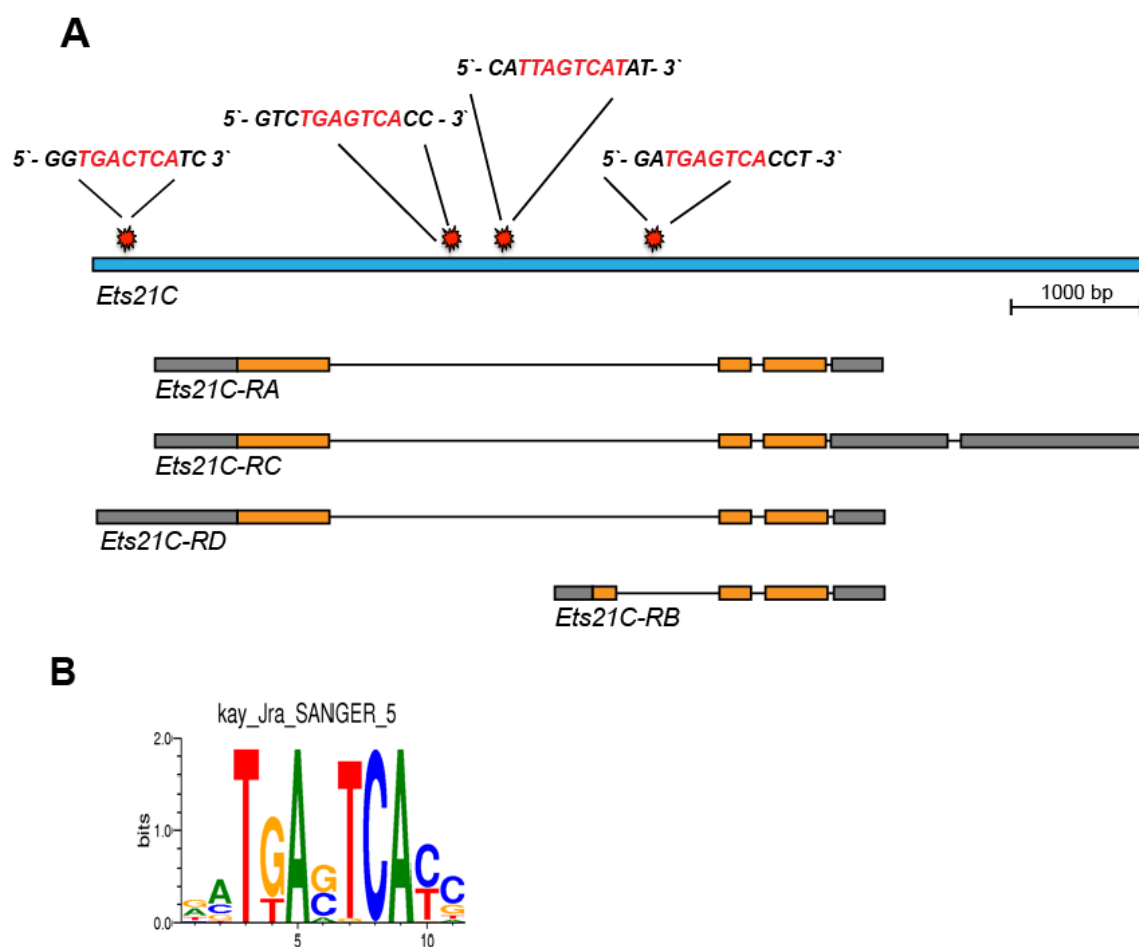 A
5`- CATTAGTCATAT- 3`
5`- GTCTGAGTCACC - 3`
5`- GGTGACTCATC 3`
5`- GATGAGTCACCT -3`
Ets21C
1000 bp
Ets21C-RA
Ets21C-RC
Ets21C-RD
Ets21C-RB
B
kay_Jra_SANGER_5
2.0
bits
1.0
0.0
5
10